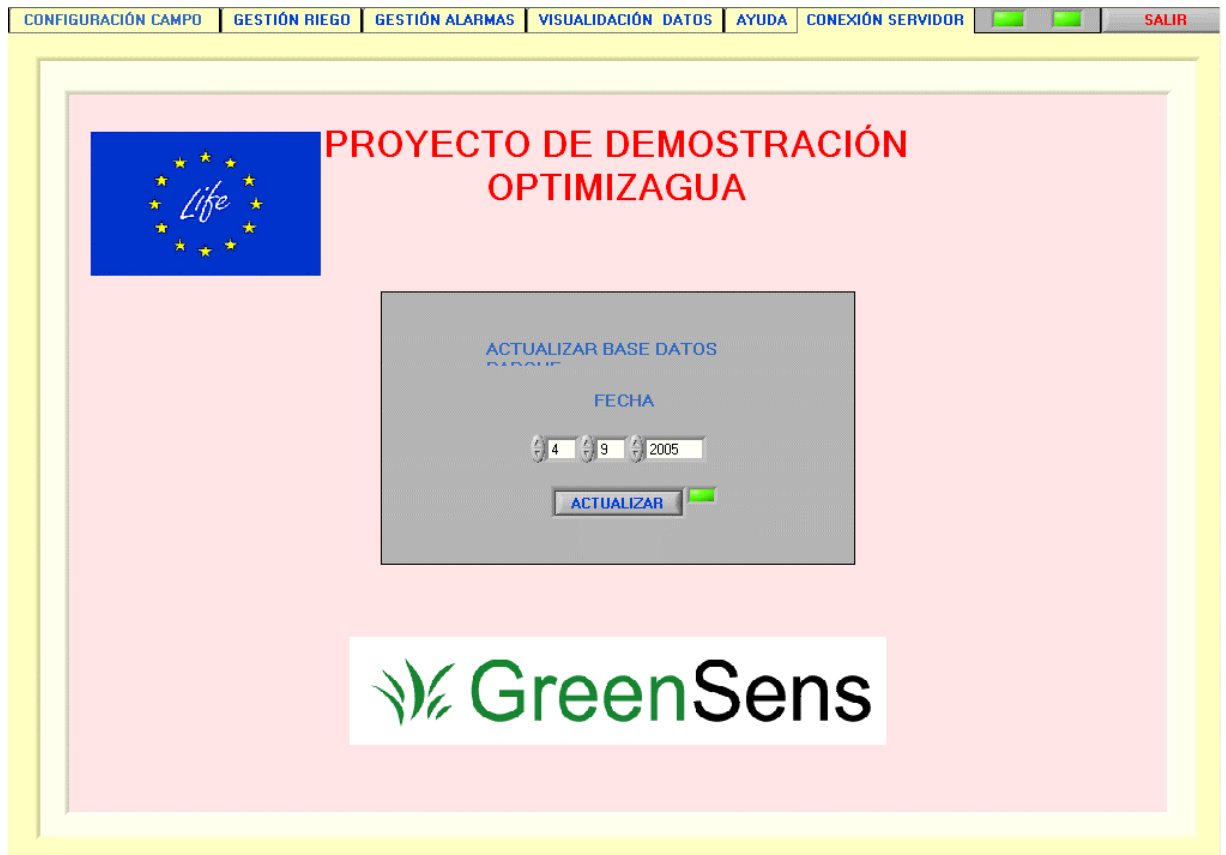 CONFIGURACIÓN CAMPO GESTIÓN RIEGO GESTIÓN ALARMAS VISUALIDACIÓN DATOS AYUDA CONEXIÓN SERVIDOR SALIR
PROYECTO DE DEMOSTRACIÓN
OPTIMIZAGUA
Life
ACTUALIZAR BASE DATOS
FECHA
4 9 2005
ACTUALIZAR
GreenSens